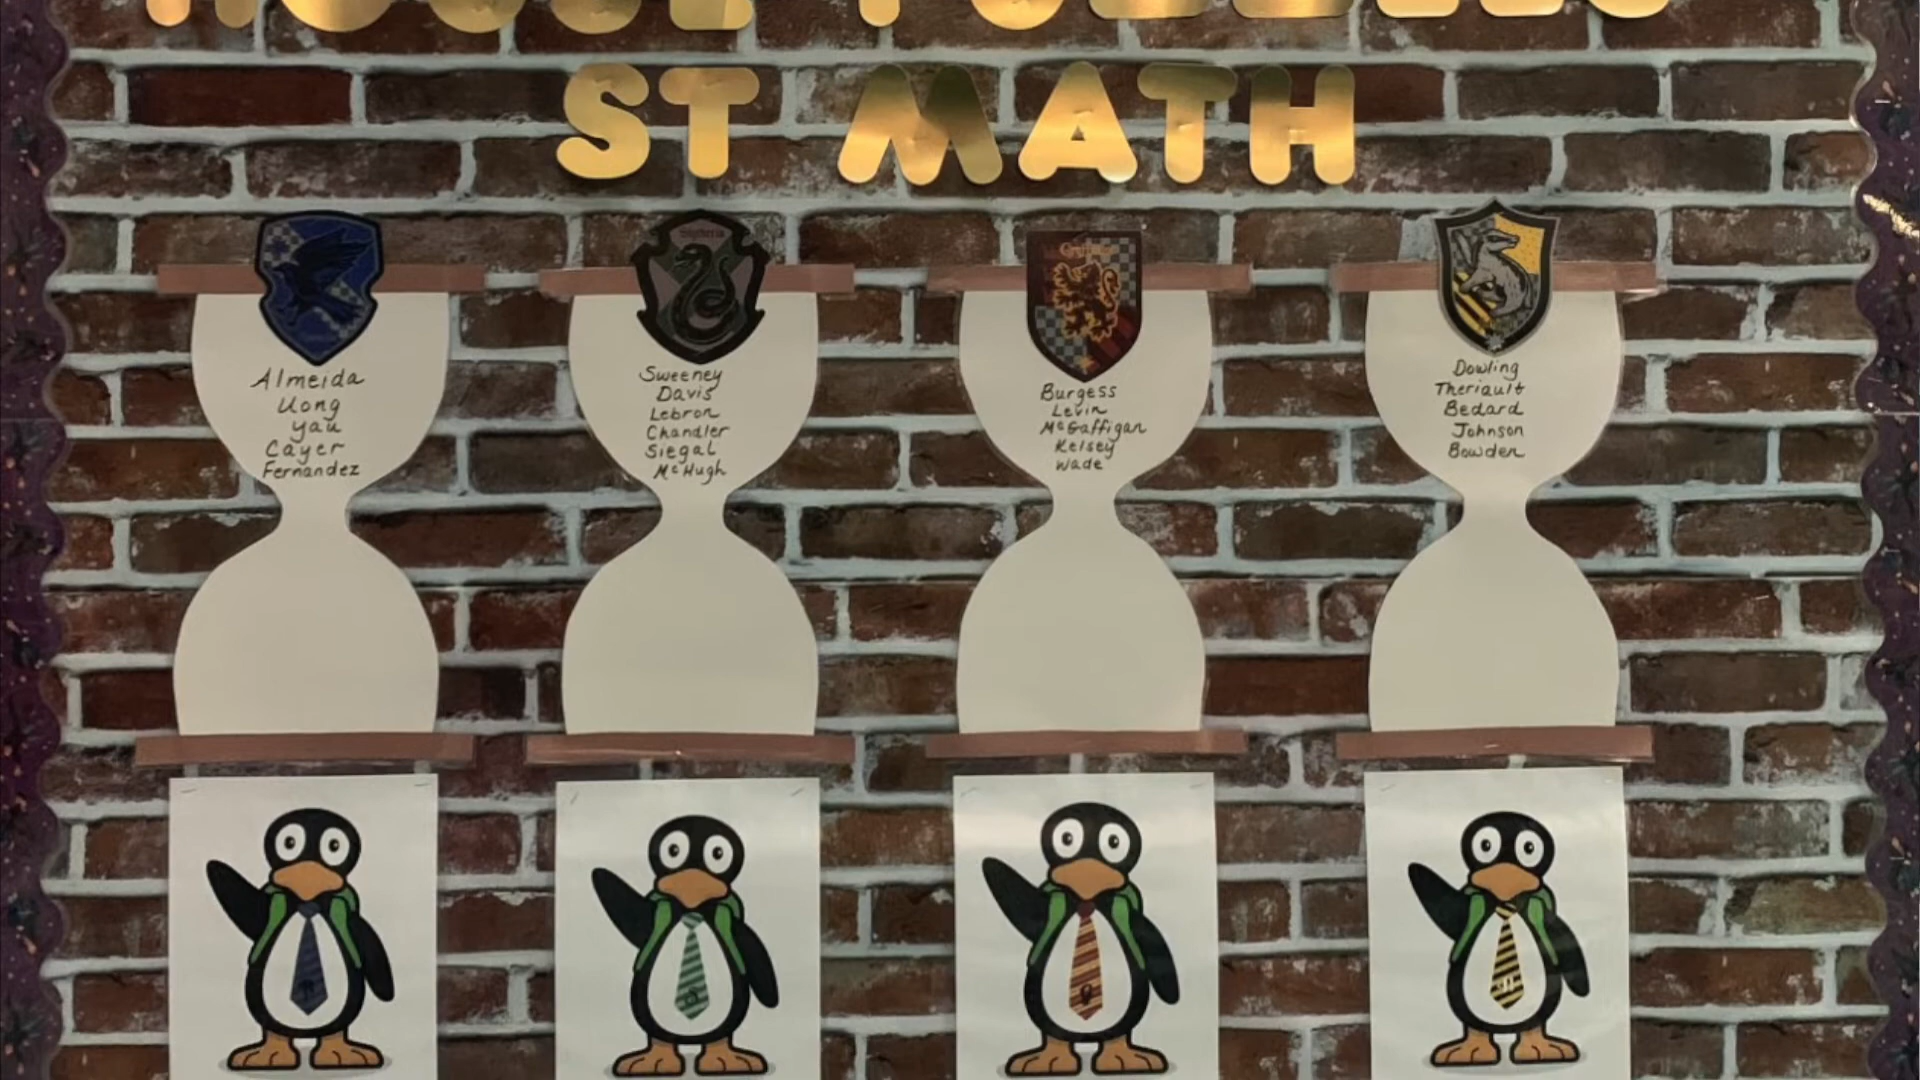 ST MATH
Almeida
Uong
Yau
Cayer
Fernandez
Sweeney
Davis
Lebron
Chandler
Siegal
McHugh
Burgess
Levin
McGaffigan
Kelsey
Wade
Dowling
Theriault
Bedard
Johnson
Bowden